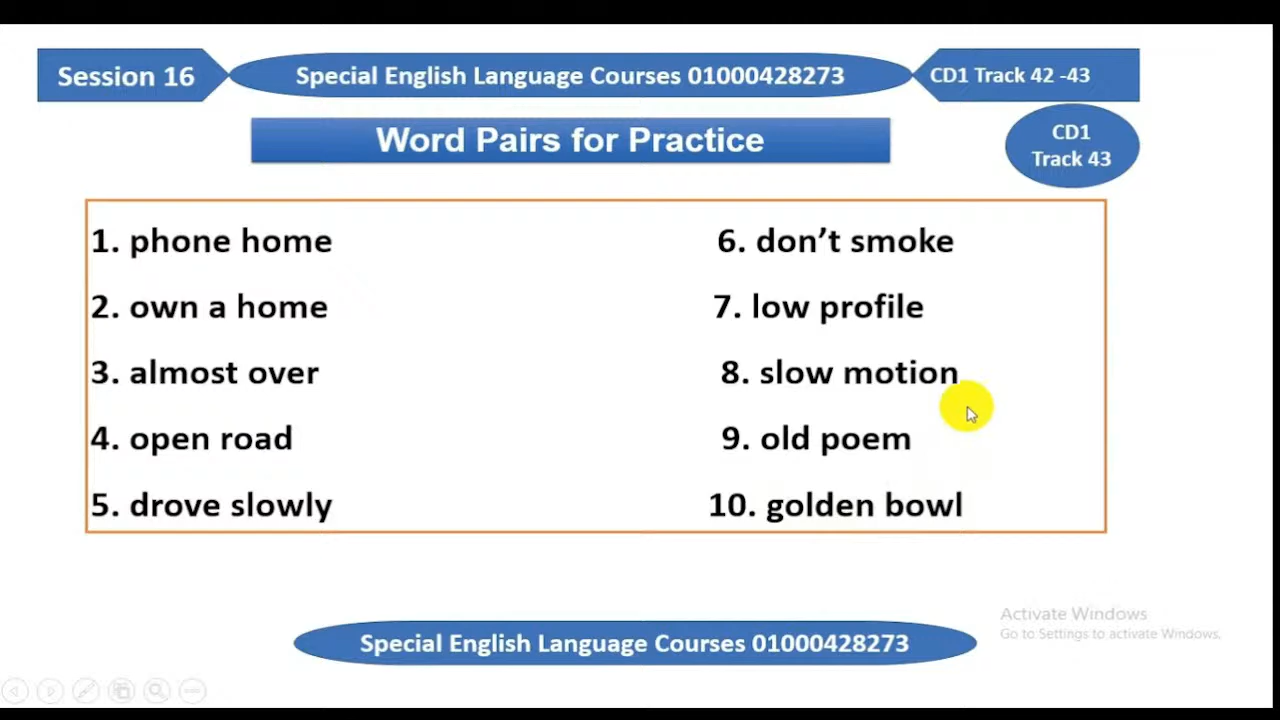 Session 16
Special English Language Courses 01000428273
CD1 Track 42 -43
Word Pairs for Practice
CD1
Track 43
1. phone home
2. own a home
3. almost over
4. open road
5. drove slowly
6. don’t smoke
7. low profile
8. slow motion
9. old poem
10. golden bowl
Activate Windows
Go to Settings to activate Windows.
Special English Language Courses 01000428273